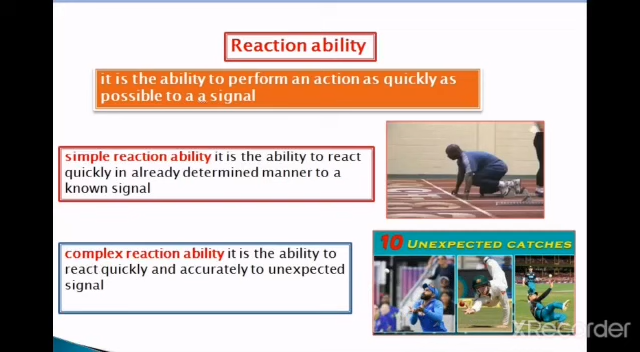 Reaction ability
it is the ability to perform an action as quickly as
possible to a a signal
simple reaction ability it is the ability to react
quickly in already determined manner to a
known signal
10 UNEXPECTED CATCHES
complex reaction ability it is the ability to
react quickly and accurately to unexpected
signal
XRecorder